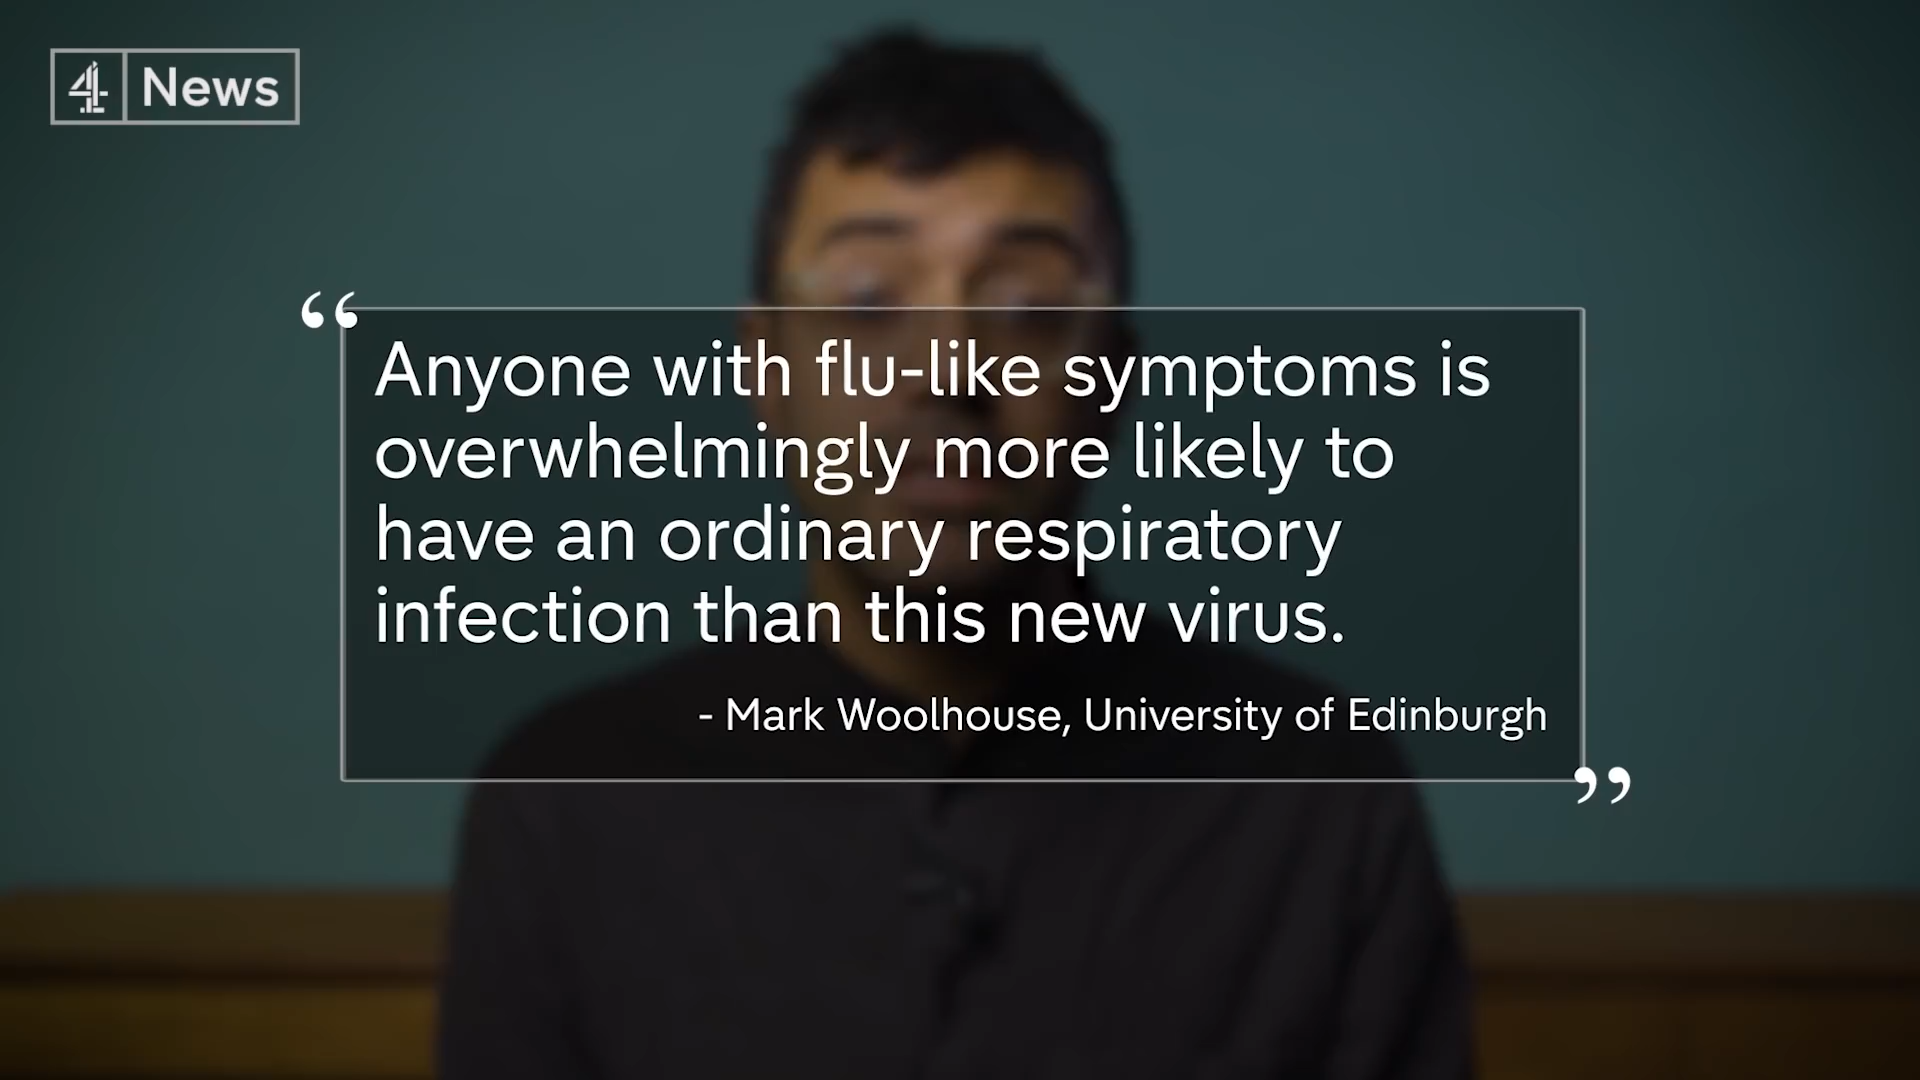 4 News
“
Anyone with flu-like symptoms is
overwhelmingly more likely to
have an ordinary respiratory
infection than this new virus.
- Mark Woolhouse, University of Edinburgh
”